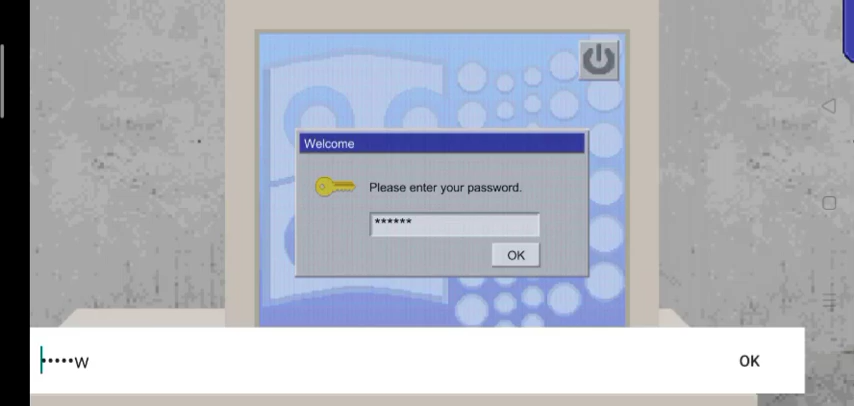 Welcome
Please enter your password.
******
OK
•••••w
OK